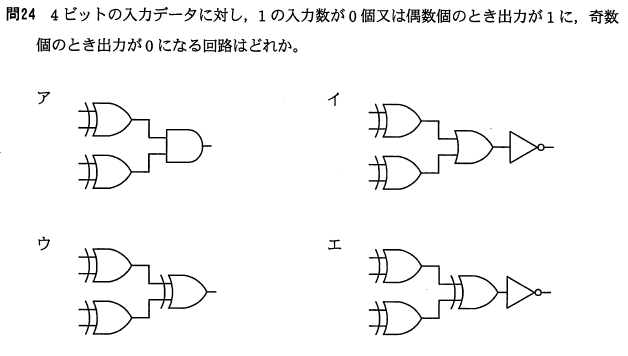 問24 4ビットの入力データに対し，1の入力数が0個又は偶数個のとき出力が1に，奇数
個のとき出力が0になる回路はどれか。
ア
イ
ウ
エ